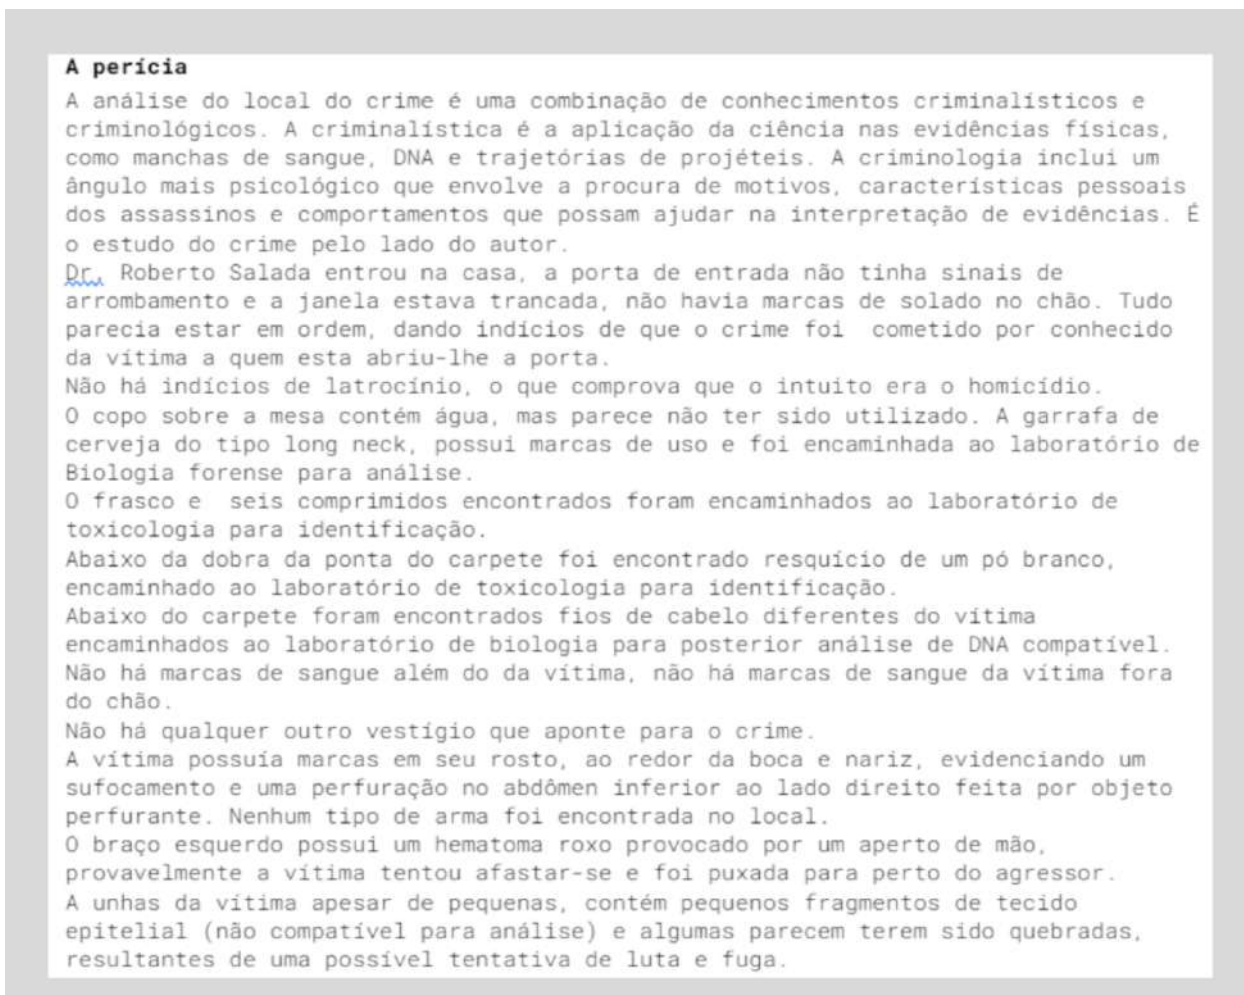 A perícia
A análise do local do crime é uma combinação de conhecimentos criminalísticos e
criminológicos. A criminalística é a aplicação da ciência nas evidências físicas,
como manchas de sangue, DNA e trajetórias de projéteis. A criminologia inclui um
ângulo mais psicológico que envolve a procura de motivos, características pessoais
dos assassinos e comportamentos que possam ajudar na interpretação de evidências. É
o estudo do crime pelo lado do autor.
Dr. Roberto Salada entrou na casa, a porta de entrada não tinha sinais de
arrombamento e a janela estava trancada, não havia marcas de solado no chão. Tudo
parecia estar em ordem, dando indícios de que o crime foi  cometido por conhecido
da vítima a quem esta abriu-lhe a porta.
Não há indícios de latrocínio, o que comprova que o intuito era o homicídio.
O copo sobre a mesa contém água, mas parece não ter sido utilizado. A garrafa de
cerveja do tipo long neck, possui marcas de uso e foi encaminhada ao laboratório de
Biologia forense para análise.
O frasco e  seis comprimidos encontrados foram encaminhados ao laboratório de
toxicologia para identificação.
Abaixo da dobra da ponta do carpete foi encontrado resquício de um pó branco,
encaminhado ao laboratório de toxicologia para identificação.
Abaixo do carpete foram encontrados fios de cabelo diferentes do vítima
encaminhados ao laboratório de biologia para posterior análise de DNA compatível.
Não há marcas de sangue além do da vítima, não há marcas de sangue da vítima fora
do chão.
Não há qualquer outro vestígio que aponte para o crime.
A vítima possuía marcas em seu rosto, ao redor da boca e nariz, evidenciando um
sufocamento e uma perfuração no abdômen inferior ao lado direito feita por objeto
perfurante. Nenhum tipo de arma foi encontrada no local.
O braço esquerdo possui um hematoma roxo provocado por um aperto de mão,
provavelmente a vítima tentou afastar-se e foi puxada para perto do agressor.
A unhas da vítima apesar de pequenas, contém pequenos fragmentos de tecido
epitelial (não compatível para análise) e algumas parecem terem sido quebradas,
resultantes de uma possível tentativa de luta e fuga.